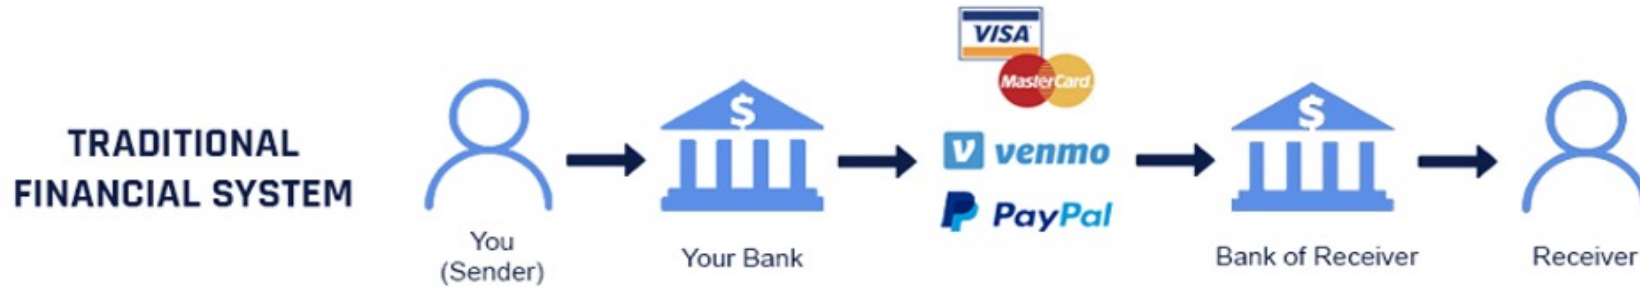 TRADITIONAL
FINANCIAL SYSTEM
$
You
(Sender)
Your Bank
VISA
MasterCard
V venmo
P PayPal
$
Bank of Receiver
Receiver